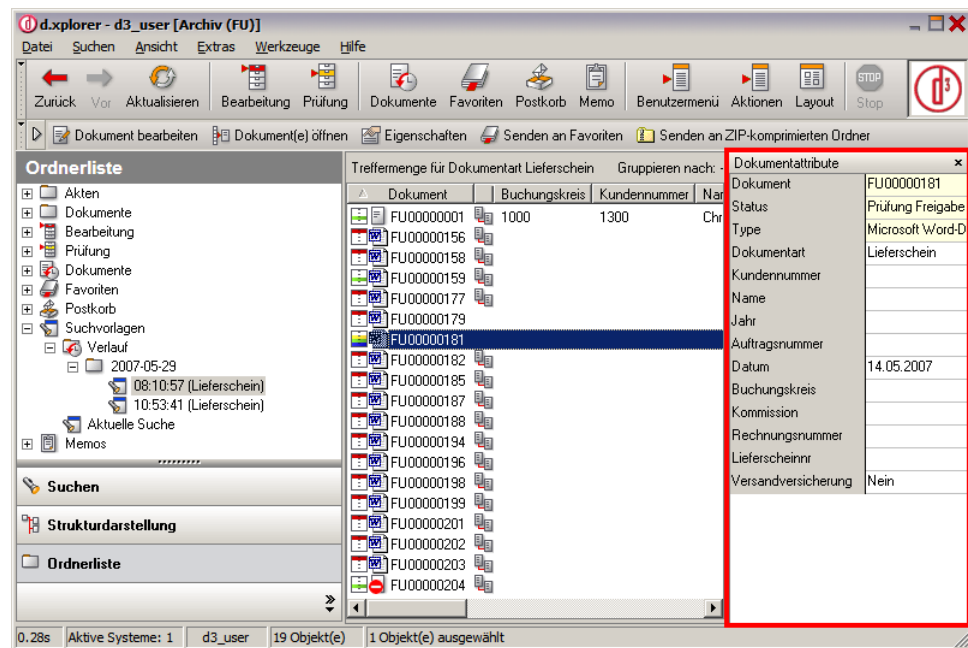 d.xplorer - d3_user [Archiv (FU)]
Datei Suchen Ansicht Extras Werkzeuge Hilfe
Zurück Vor Aktualisieren Bearbeitung Prüfung Dokumente Favoriten Postkorb Memo Benutzermenü Aktionen Layout Stop
STOP
d3
Dokument bearbeiten Dokument(e) öffnen Eigenschaften Senden an Favoriten Senden an ZIP-komprimierten Ordner
Ordnerliste
Akten
Dokumente
Bearbeitung
Prüfung
Dokumente
Favoriten
Postkorb
Suchvorlagen
Verlauf
2007-05-29
08:10:57 (Lieferschein)
10:53:41 (Lieferschein)
Aktuelle Suche
Memos
Suchen
Strukturdarstellung
Ordnerliste
Treffermenge für Dokumentart Lieferschein Gruppieren nach: -
Dokument Buchungskreis Kundennummer Nar
FU00000001 1000 1300 Chr
FU00000156
FU00000158
FU00000159
FU00000177
FU00000179
FU00000181
FU00000182
FU00000185
FU00000187
FU00000188
FU00000194
FU00000196
FU00000198
FU00000199
FU00000201
FU00000202
FU00000203
FU00000204
Dokumentattribute
Dokument FU00000181
Status Prüfung Freigabe
Type Microsoft Word-D
Dokumentart Lieferschein
Kundennummer
Name
Jahr
Auftragsnummer
Datum 14.05.2007
Buchungskreis
Kommission
Rechnungsnummer
Lieferscheinnr
Versandversicherung Nein
0.28s Aktive Systeme: 1 d3_user 19 Objekt(e) 1 Objekt(e) ausgewählt